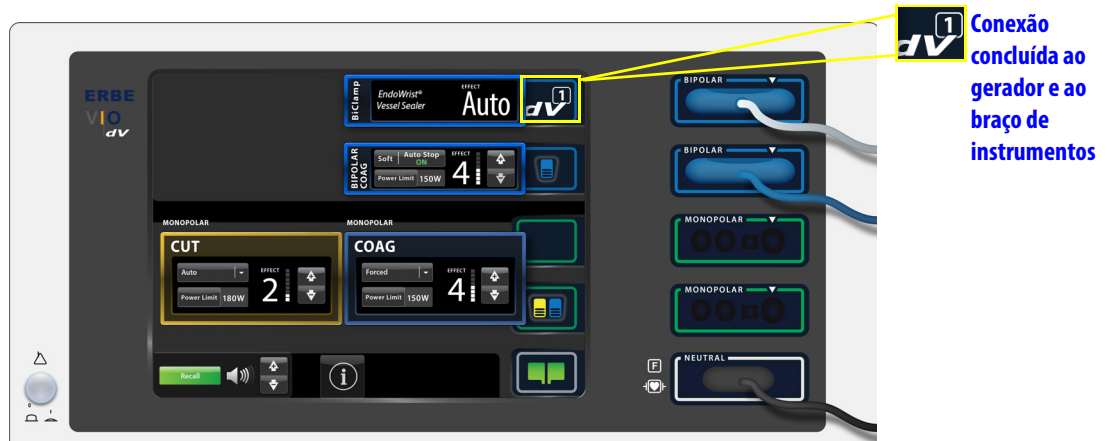 1
dV
Conexão
concluída ao
gerador e ao
braço de
instrumentos
ERBE
VIO
dV
BiClamp
EndoWrist®
Vessel Sealer
EFFECT
Auto
dV
1
BIPOLAR
COAG
Soft
Auto Stop
ON
Power Limit 150W
EFFECT
4
MONOPOLAR
CUT
Auto
Power Limit 180W
EFFECT
2
MONOPOLAR
COAG
Forced
Power Limit 150W
EFFECT
4
Recall
i
BIPOLAR
BIPOLAR
MONOPOLAR
MONOPOLAR
NEUTRAL
F